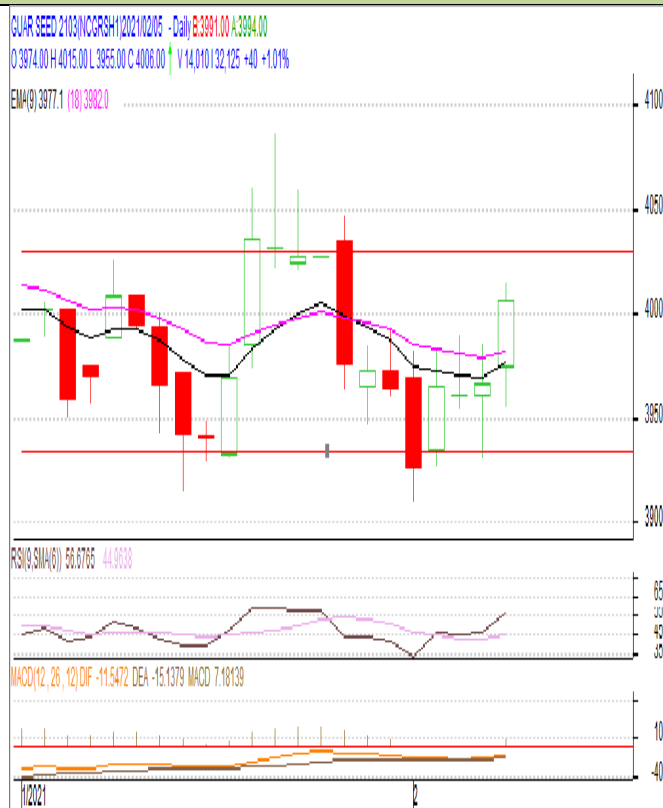 GUAR SEED 2103(NCGRSH1)2021/02/05 - Daily B:3991.00 A:3994.00
O 3974.00 H 4015.00 L 3955.00 C 4006.00 V 14,010 I 32,125 +40 +1.01%
EMA(9) 3977.1 (18) 3982.0
4100
4050
4000
3950
3900
RSI(9,SMA(6)) 56.6765 44.9638
65
55
45
35
MACD(12, 26, 12) DIF -11.5472 DEA -15.1379 MACD 7.18139
10
-40
1/2021
2